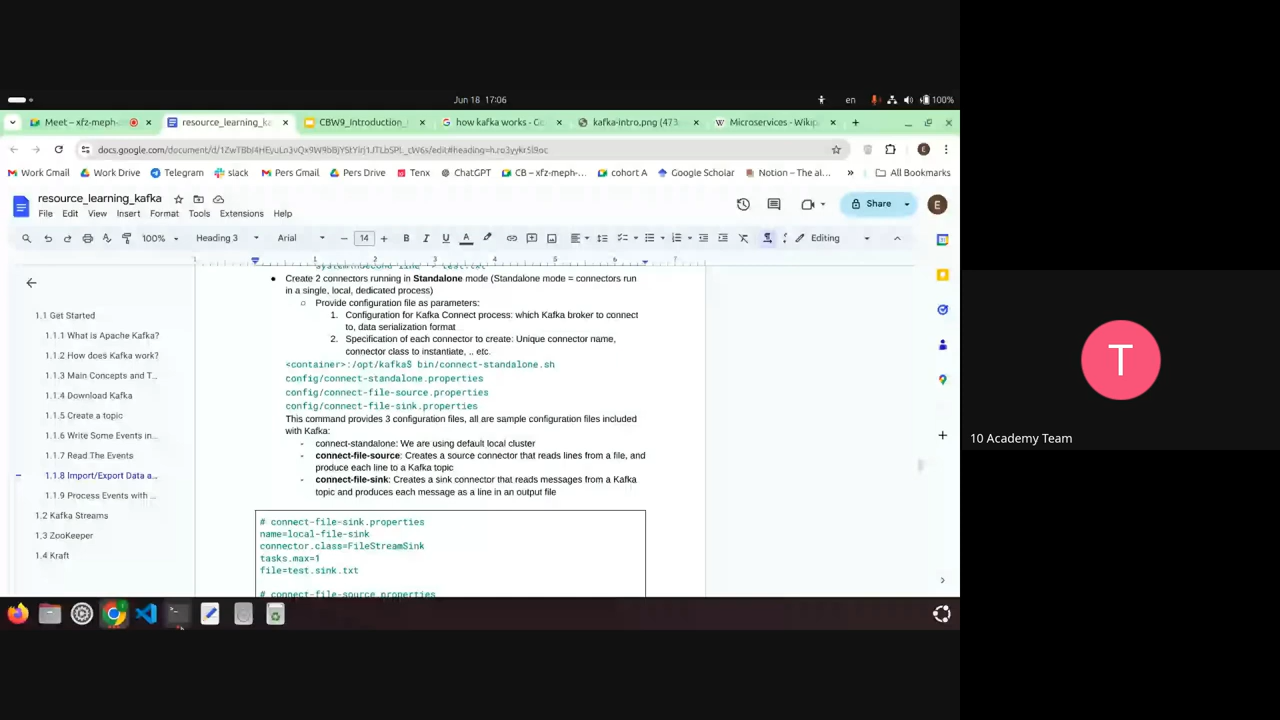 Jun 18 17:06
en
100%
Meet – xfz-meph-
resource_learning_ka
CBW9_Introduction_
how kafka works - G
kafka-intro.png (473
Microservices - Wikip
Work Gmail
Work Drive
Telegram
slack
Pers Gmail
Pers Drive
Tenx
ChatGPT
CB – xf-meph-...
cohort A
Google Scholar
Notion – The al...
All Bookmarks
resource_learning_kafka
File Edit View Insert Format Tools Extensions Help
Share
E
100%
Heading 3
Arial
14
Editing
1.1 Get Started
1.1.1 What is Apache Kafka?
1.1.2 How does Kafka work?
1.1.3 Main Concepts and T...
1.1.4 Download Kafka
1.1.5 Create a topic
1.1.6 Write Some Events in...
1.1.7 Read The Events
1.1.8 Import/Export Data a...
1.1.9 Process Events with ...
1.2 Kafka Streams
1.3 ZooKeeper
1.4 Kraft
Create 2 connectors running in Standalone mode (Standalone mode = connectors run
in a single, local, dedicated process)
Provide configuration file as parameters:
1. Configuration for Kafka Connect process: which Kafka broker to connect
to, data serialization format
2. Specification of each connector to create: Unique connector name,
connector class to instantiate, .. etc.
<container>:/opt/kafka$ bin/connect-standalone.sh
config/connect-standalone.properties
config/connect-file-source.properties
config/connect-file-sink.properties
This command provides 3 configuration files, all are sample configuration files included
with Kafka:
- connect-standalone: We are using default local cluster
- connect-file-source: Creates a source connector that reads lines from a file, and
produce each line to a Kafka topic
- connect-file-sink: Creates a sink connector that reads messages from a Kafka
topic and produces each message as a line in an output file
# connect-file-sink.properties
name=local-file-sink
connector.class=FileStreamSink
tasks.max=1
file=test.sink.txt
# connect-file-source.properties
T
10 Academy Team